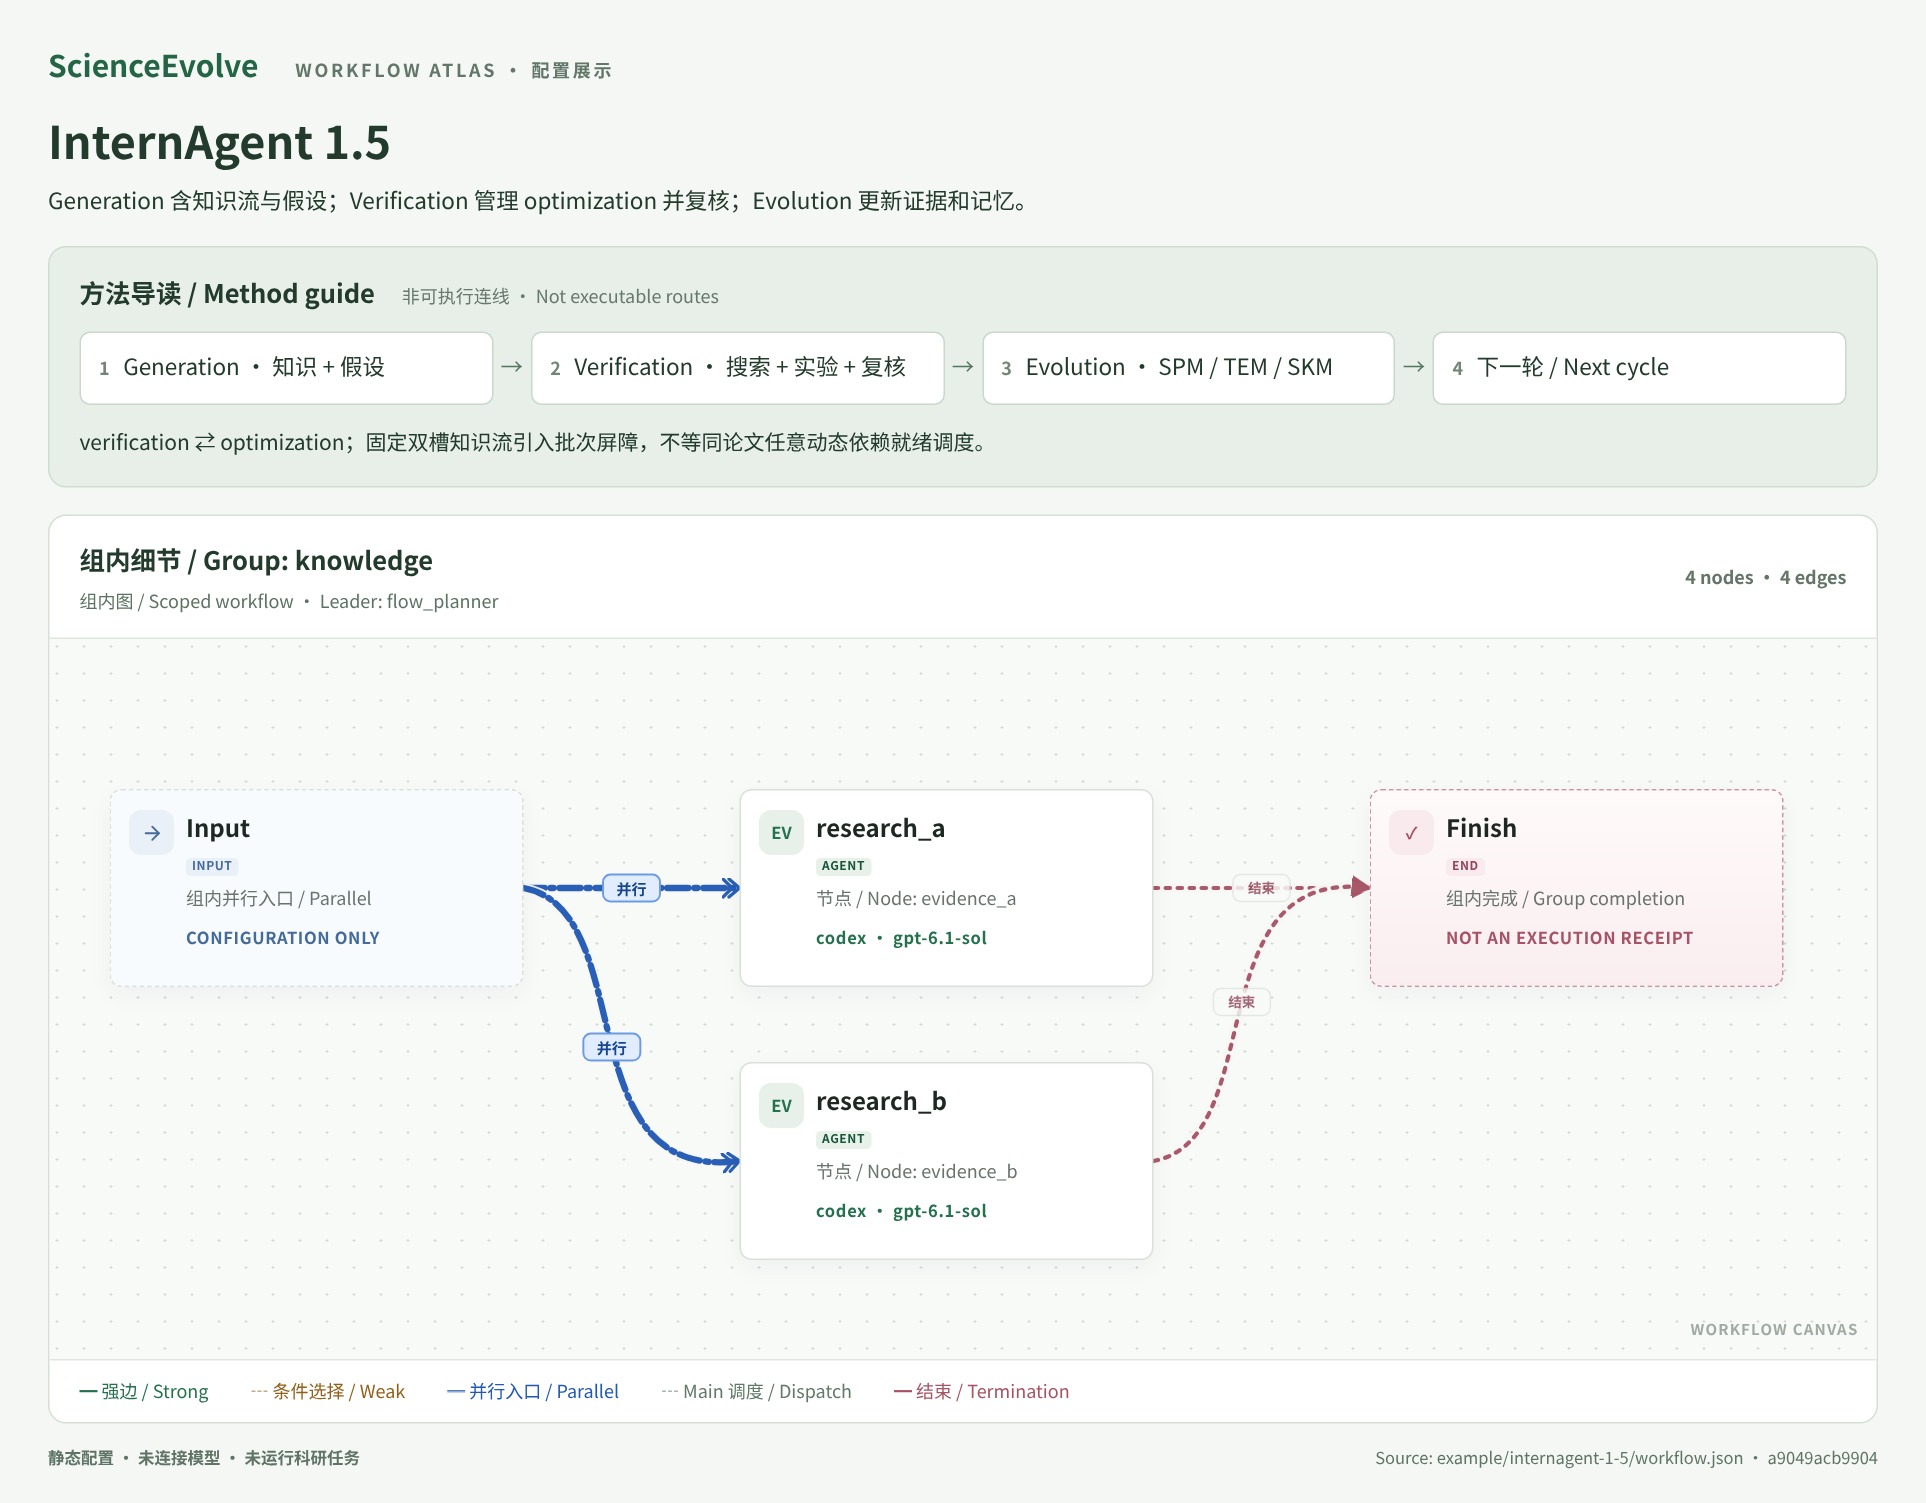 ScienceEvolve WORKFLOW ATLAS • 配置展示
InternAgent 1.5
Generation 含知识流与假设；Verification 管理 optimization 并复核；Evolution 更新证据和记忆。
方法导读 / Method guide 非可执行连线 • Not executable routes
1 Generation • 知识 + 假设 → 2 Verification • 搜索 + 实验 + 复核 → 3 Evolution • SPM / TEM / SKM → 4 下一轮 / Next cycle
verification ⇄ optimization；固定双槽知识流引入批次屏障，不等同论文任意动态依赖就绪调度。
组内细节 / Group: knowledge
组内图 / Scoped workflow • Leader: flow_planner
4 nodes • 4 edges
→ Input
INPUT
组内并行入口 / Parallel
CONFIGURATION ONLY
并行
并行
EV research_a
AGENT
节点 / Node: evidence_a
codex • gpt-6.1-sol
EV research_b
AGENT
节点 / Node: evidence_b
codex • gpt-6.1-sol
结束
结束
✓ Finish
END
组内完成 / Group completion
NOT AN EXECUTION RECEIPT
WORKFLOW CANVAS
强边 / Strong 条件选择 / Weak 并行入口 / Parallel Main 调度 / Dispatch 结束 / Termination
静态配置 • 未连接模型 • 未运行科研任务
Source: example/internagent-1-5/workflow.json • a9049acb9904